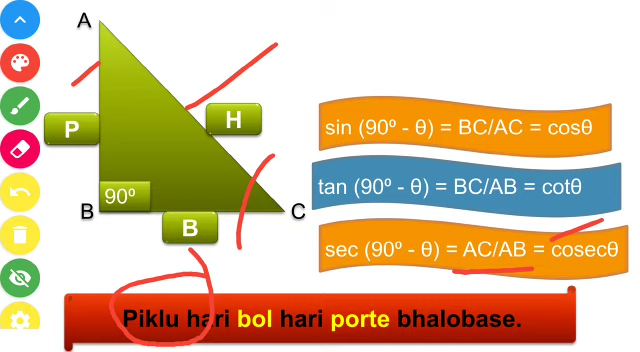 A
P
H
sin (90º - θ) = BC/AC = cosθ
tan (90º - θ) = BC/AB = cotθ
90º
B
C
B
sec (90º - θ) = AC/AB = cosecθ
Piklu hari bol hari porte bhalobase.